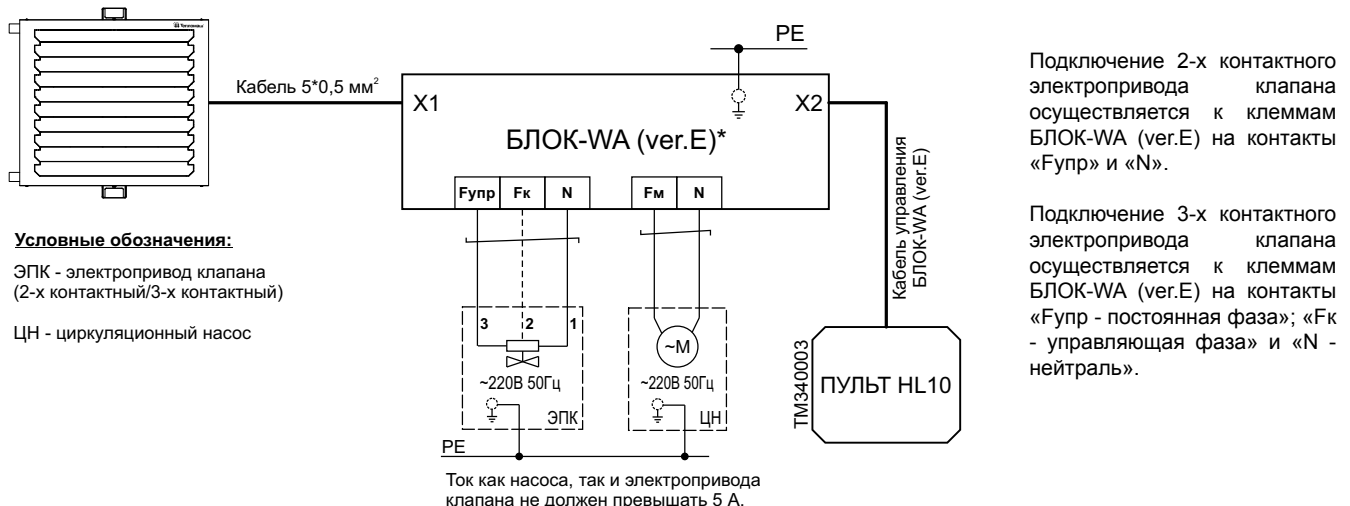 Тепломаш
Кабель 5*0,5 мм²
PE
X1
X2
БЛОК-WA (ver.E)*
Fупр
Fк
N
Fм
N
Кабель управления
БЛОК-WA (ver.E)
Условные обозначения:
ЭПК - электропривод клапана
(2-х контактный/3-х контактный)
ЦН - циркуляционный насос
3
2
1
~220В 50Гц
ЭПК
~М
~220В 50Гц
ЦН
PE
Ток как насоса, так и электропривода
клапана не должен превышать 5 А.
ТМ340003
ПУЛЬТ HL10
Подключение 2-х контактного
электропривода клапана
осуществляется к клеммам
БЛОК-WA (ver.E) на контакты
«Fупр» и «N».
Подключение 3-х контактного
электропривода клапана
осуществляется к клеммам
БЛОК-WA (ver.E) на контакты
«Fупр - постоянная фаза»; «Fк
- управляющая фаза» и «N -
нейтраль».